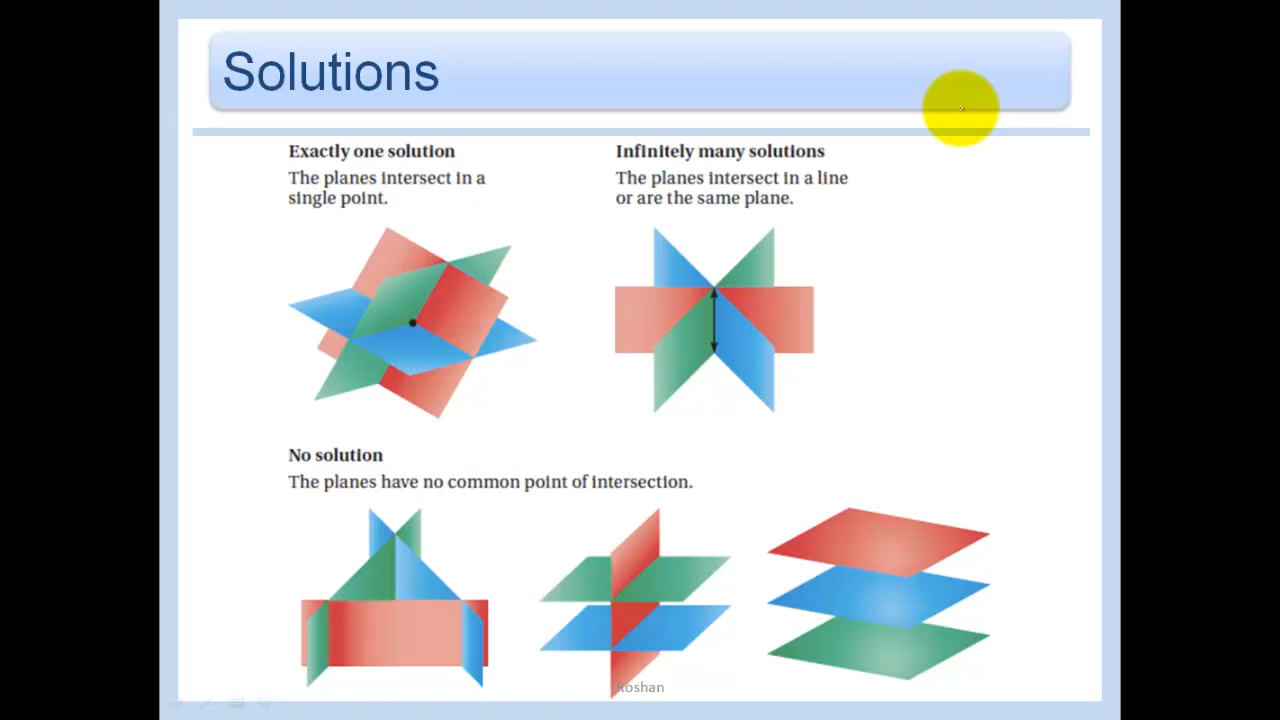 Solutions
Exactly one solution
The planes intersect in a
single point.
Infinitely many solutions
The planes intersect in a line
or are the same plane.
No solution
The planes have no common point of intersection.
Roshan